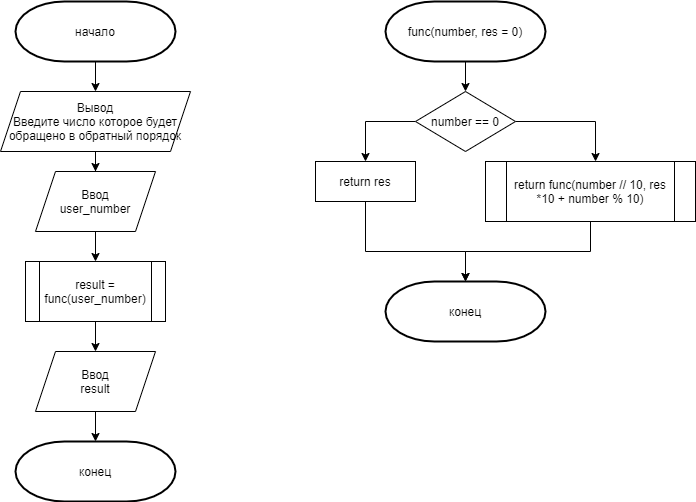 начало
Вывод
Введите число которое будет
обращено в обратный порядок
Ввод
user_number
result =
func(user_number)
Ввод
result
конец
func(number, res = 0)
number == 0
return res
return func(number // 10, res
*10 + number % 10)
конец